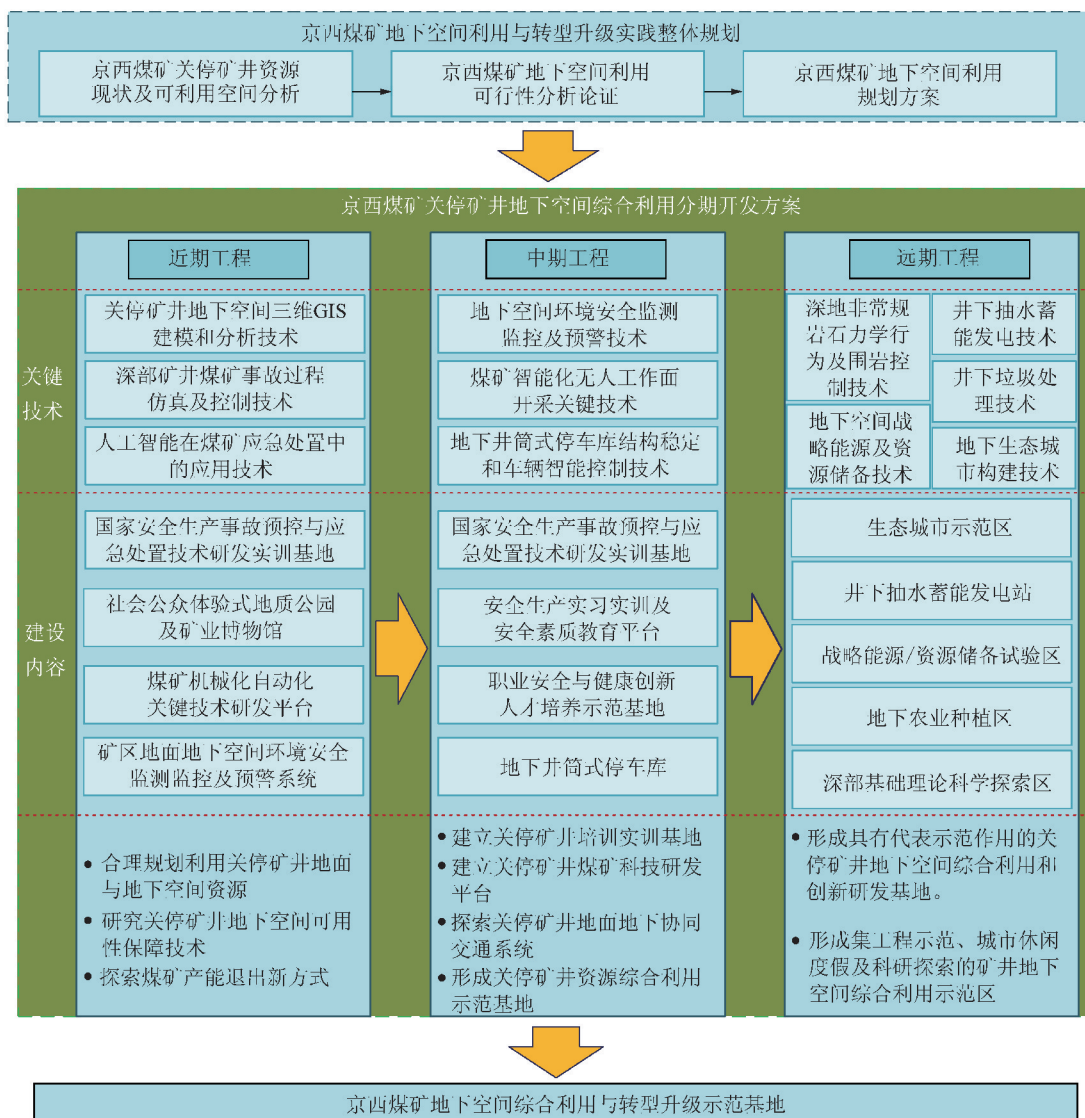 京西煤矿地下空间利用与转型升级实践整体规划
京西煤矿关停矿井资源
现状及可利用空间分析
京西煤矿地下空间利用
可行性分析论证
京西煤矿地下空间利用
规划方案
京西煤矿关停矿井地下空间综合利用分期开发方案
近期工程
中期工程
远期工程
关键
技术
关停矿井地下空间三维GIS
建模和分析技术
深部矿井煤矿事故过程
仿真及控制技术
人工智能在煤矿应急处置中
的应用技术
地下空间环境安全监测
监控及预警技术
煤矿智能化无人工作面
开采关键技术
地下井筒式停车库结构稳定
和车辆智能控制技术
深地非常规
岩石力学行
为及围岩控
制技术
地下空间战
略能源及资
源储备技术
井下抽水蓄
能发电技术
井下垃圾处
理技术
地下生态城
市构建技术
建设
内容
国家安全生产事故预控与应
急处置技术研发实训基地
社会公众体验式地质公园
及矿业博物馆
煤矿机械化自动化
关键技术研发平台
矿区地面地下空间环境安全
监测监控及预警系统
国家安全生产事故预控与应
急处置技术研发实训基地
安全生产实习实训及
安全素质教育平台
职业安全与健康创新
人才培养示范基地
地下井筒式停车库
生态城市示范区
井下抽水蓄能发电站
战略能源/资源储备试验区
地下农业种植区
深部基础理论科学探索区
• 合理规划利用关停矿井地面
与地下空间资源
• 研究关停矿井地下空间可用
性保障技术
• 探索煤矿产能退出新方式
• 建立关停矿井培训实训基地
• 建立关停矿井煤矿科技研发
平台
• 探索关停矿井地面地下协同
交通系统
• 形成关停矿井资源综合利用
示范基地
• 形成具有代表示范作用的关
停矿井地下空间综合利用和
创新研发基地。
• 形成集工程示范、城市休闲
度假及科研探索的矿井地下
空间综合利用示范区
京西煤矿地下空间综合利用与转型升级示范基地